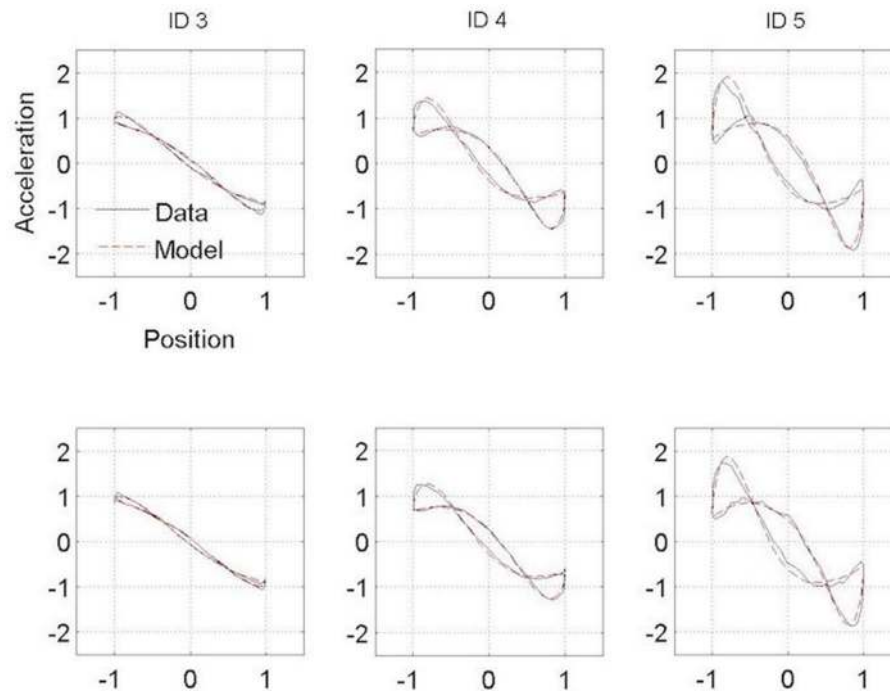 ID 3 ID 4 ID 5
Acceleration
2 2 2
1 1 1
0 0 0
-1 -1 -1
-2 -2 -2
Data
Model
-1 0 1 -1 0 1 -1 0 1
Position
2 2 2
1 1 1
0 0 0
-1 -1 -1
-2 -2 -2
-1 0 1 -1 0 1 -1 0 1